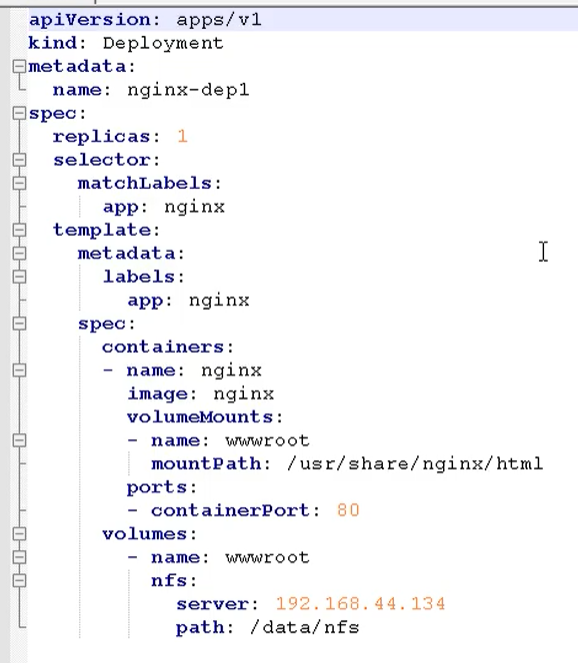 apiVersion: apps/v1
kind: Deployment
metadata:
  name: nginx-dep1
spec:
  replicas: 1
  selector:
    matchLabels:
      app: nginx
  template:
    metadata:
      labels:
        app: nginx
    spec:
      containers:
      - name: nginx
        image: nginx
        volumeMounts:
        - name: wwwroot
          mountPath: /usr/share/nginx/html
        ports:
        - containerPort: 80
      volumes:
        - name: wwwroot
          nfs:
            server: 192.168.44.134
            path: /data/nfs